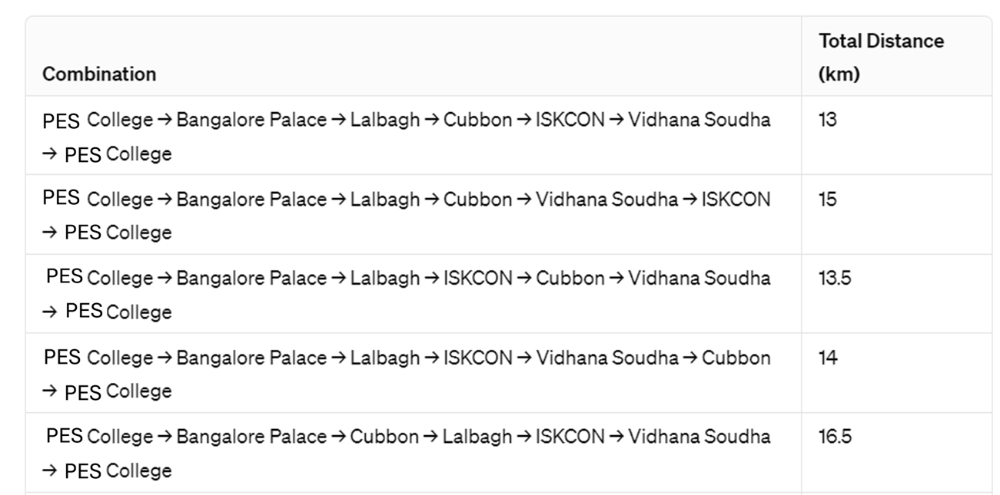 Total Distance
Combination (km)
PES College → Bangalore Palace → Lalbagh → Cubbon → ISKCON → Vidhana Soudha 13
→ PES College
PES College → Bangalore Palace → Lalbagh → Cubbon → Vidhana Soudha → ISKCON 15
→ PES College
PES College → Bangalore Palace → Lalbagh → ISKCON → Cubbon → Vidhana Soudha 13.5
→ PES College
PES College → Bangalore Palace → Lalbagh → ISKCON → Vidhana Soudha → Cubbon 14
→ PES College
PES College → Bangalore Palace → Cubbon → Lalbagh → ISKCON → Vidhana Soudha 16.5
→ PES College